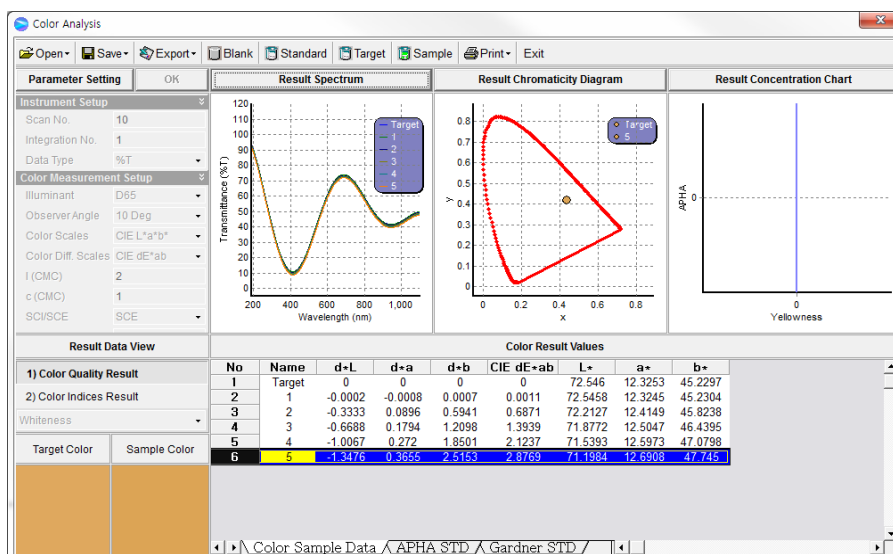 Color Analysis
Open Save Export Blank Standard Target Sample Print Exit
Parameter Setting OK
Instrument Setup
Scan No. 10
Integration No. 1
Data Type %T
Color Measurement Setup
Illuminant D65
Observer Angle 10 Deg
Color Scales CIE L*a*b*
Color Diff. Scales CIE dE*ab
l (CMC) 2
c (CMC) 1
SCI/SCE SCE
Result Spectrum
120
110
100
90
80
70
60
50
40
30
20
10
0
Transmittance (%T)
200 400 600 800 1,000
Wavelength (nm)
Target
1
2
3
4
5
Result Chromaticity Diagram
0.8
0.7
0.6
0.5
0.4
0.3
0.2
0.1
0
y
0 0.2 0.4 0.6 0.8
x
Target
5
Result Concentration Chart
APHA
0
0
Yellowness
Result Data View
1) Color Quality Result
2) Color Indices Result
Whiteness
Target Color Sample Color
Color Result Values
No Name d*L d*a d*b CIE dE*ab L* a* b*
1 Target 0 0 0 0 72.546 12.3253 45.2297
2 1 -0.0002 -0.0008 0.0007 0.0011 72.5458 12.3245 45.2304
3 2 -0.3333 0.0896 0.5941 0.6871 72.2127 12.4149 45.8238
4 3 -0.6688 0.1794 1.2098 1.3939 71.8772 12.5047 46.4395
5 4 -1.0067 0.272 1.8501 2.1237 71.5393 12.5973 47.0798
6 5 -1.3476 0.3655 2.5153 2.8769 71.1984 12.6908 47.745
Color Sample Data APHA STD Gardner STD